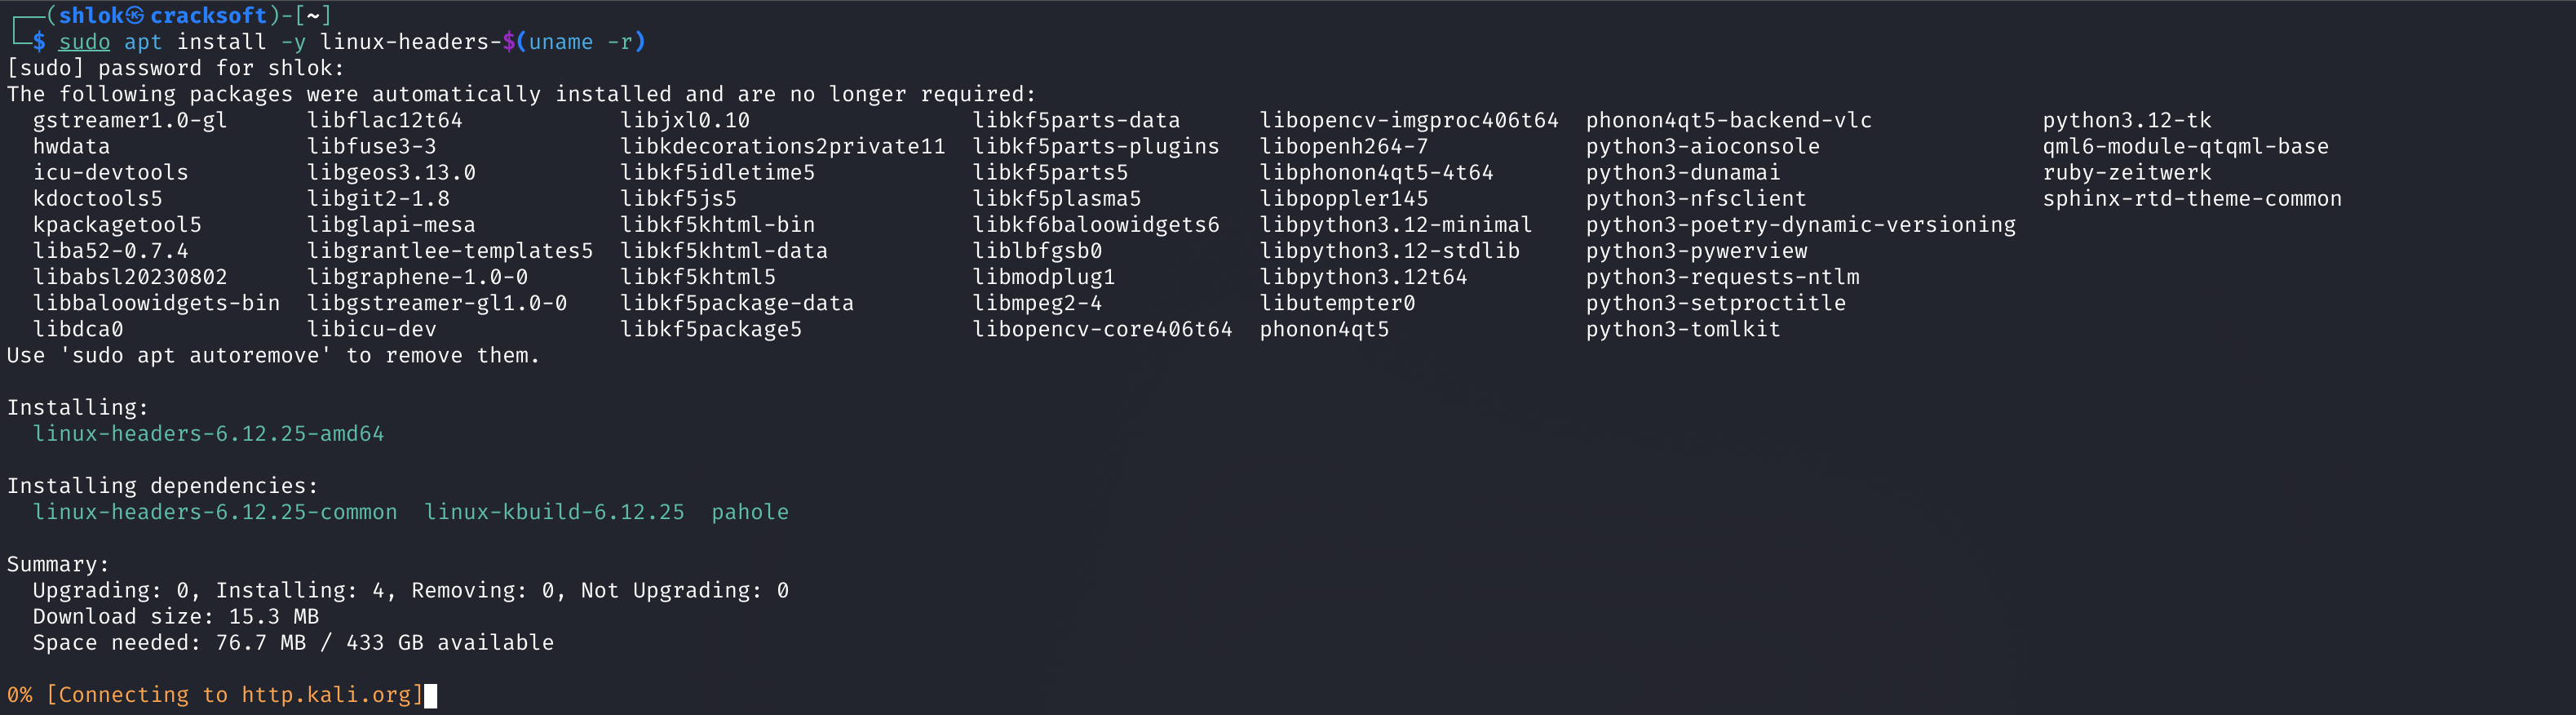 ┌──(shlok㉿cracksoft)-[~]
└─$ sudo apt install -y linux-headers-$(uname -r)
[sudo] password for shlok:
The following packages were automatically installed and are no longer required:
  gstreamer1.0-gl      libflac12t64           libjxl0.10                libkf5parts-data     libopencv-imgproc406t64  phonon4qt5-backend-vlc             python3.12-tk
  hwdata               libfuse3-3             libkdecorations2private11  libkf5parts-plugins  libopenh264-7            python3-aioconsole                 qml6-module-qtqml-base
  icu-devtools         libgeos3.13.0          libkf5idletime5           libkf5parts5         libphonon4qt5-4t64       python3-dunamai                    ruby-zeitwerk
  kdoctools5           libgit2-1.8            libkf5js5                 libkf5plasma5        libpoppler145            python3-nfsclient                  sphinx-rtd-theme-common
  kpackagetool5        libglapi-mesa          libkf5khtml-bin           libkf6baloowidgets6  libpython3.12-minimal    python3-poetry-dynamic-versioning
  liba52-0.7.4         libgrantlee-templates5  libkf5khtml-data          liblbfgsb0           libpython3.12-stdlib     python3-pywerview
  libabsl20230802      libgraphene-1.0-0      libkf5khtml5              libmodplug1          libpython3.12t64         python3-requests-ntlm
  libbaloowidgets-bin  libgstreamer-gl1.0-0   libkf5package-data        libmpeg2-4           libutempter0             python3-setproctitle
  libdca0              libicu-dev             libkf5package5            libopencv-core406t64  phonon4qt5               python3-tomlkit
Use 'sudo apt autoremove' to remove them.

Installing:
  linux-headers-6.12.25-amd64

Installing dependencies:
  linux-headers-6.12.25-common  linux-kbuild-6.12.25  pahole

Summary:
  Upgrading: 0, Installing: 4, Removing: 0, Not Upgrading: 0
  Download size: 15.3 MB
  Space needed: 76.7 MB / 433 GB available

0% [Connecting to http.kali.org]